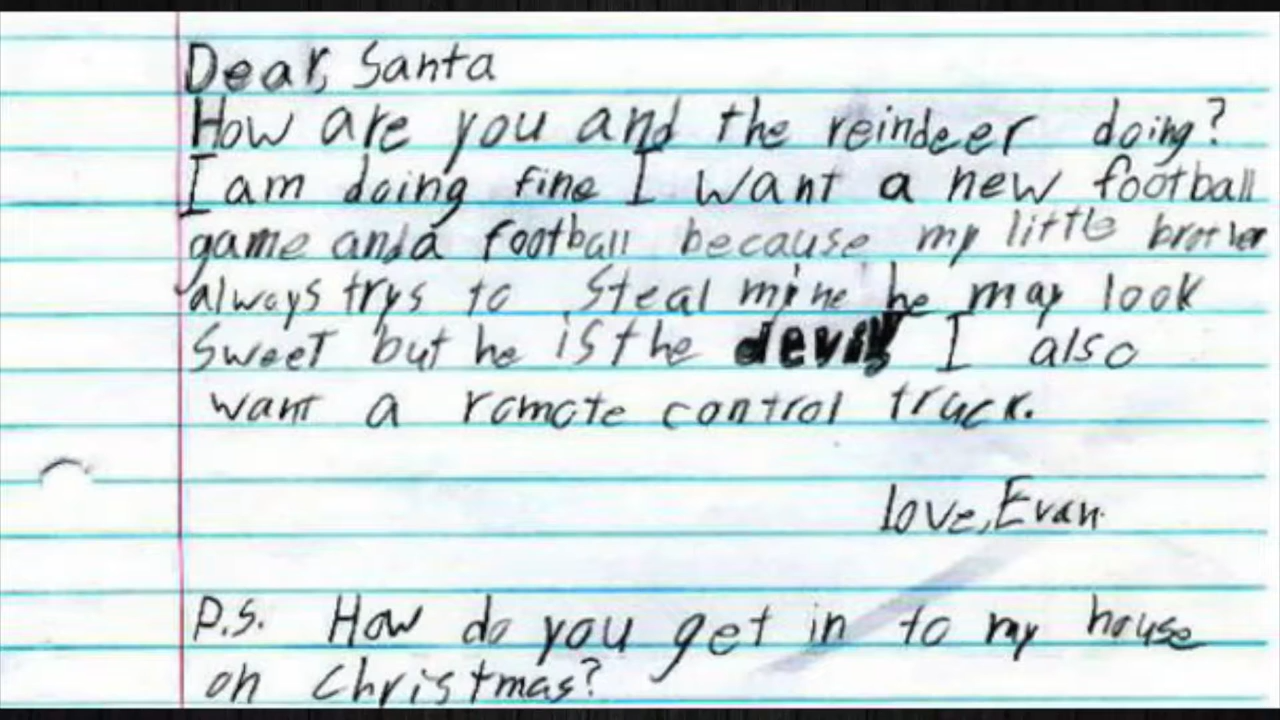 Dear, Santa
How are you and the reindeer doing?
I am doing fine I want a new football
game and a football because my little brother
always trys to steal mine he may look
sweet but he is the devil I also
want a romote control truck.
love, Evan.
P.S. How do you get in to my house
on Christmas?